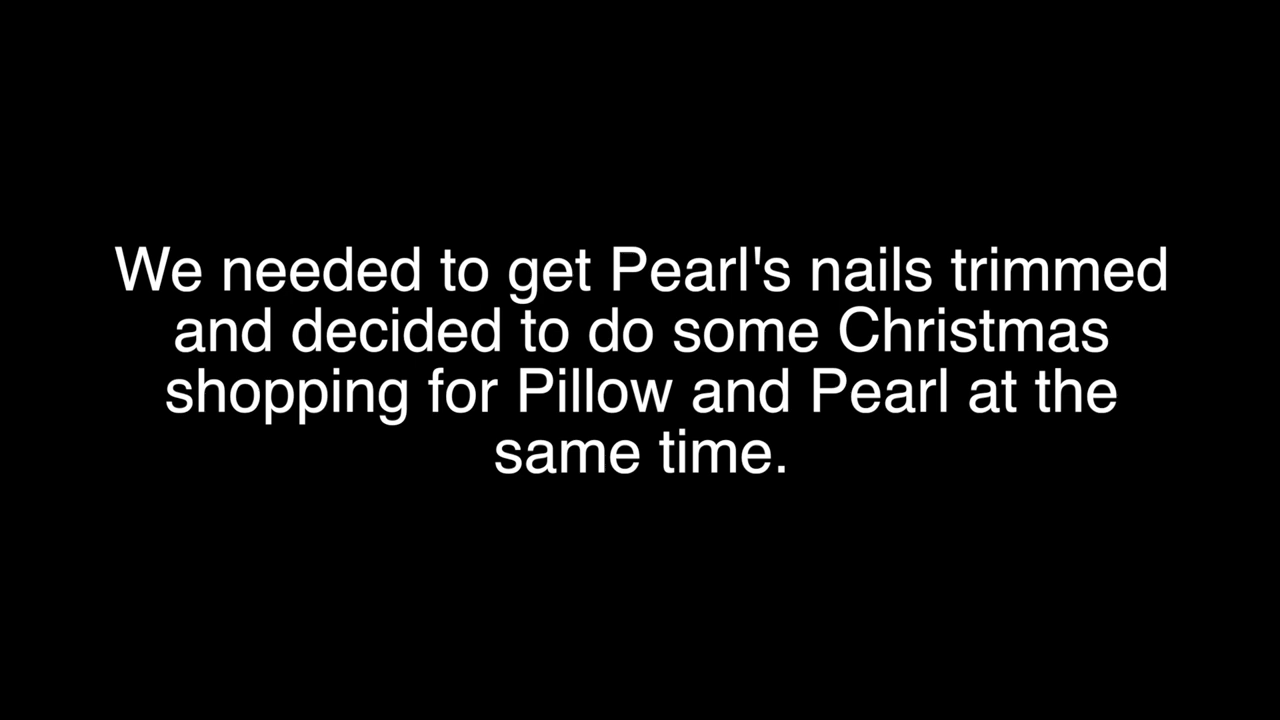 We needed to get Pearl's nails trimmed
and decided to do some Christmas
shopping for Pillow and Pearl at the
same time.